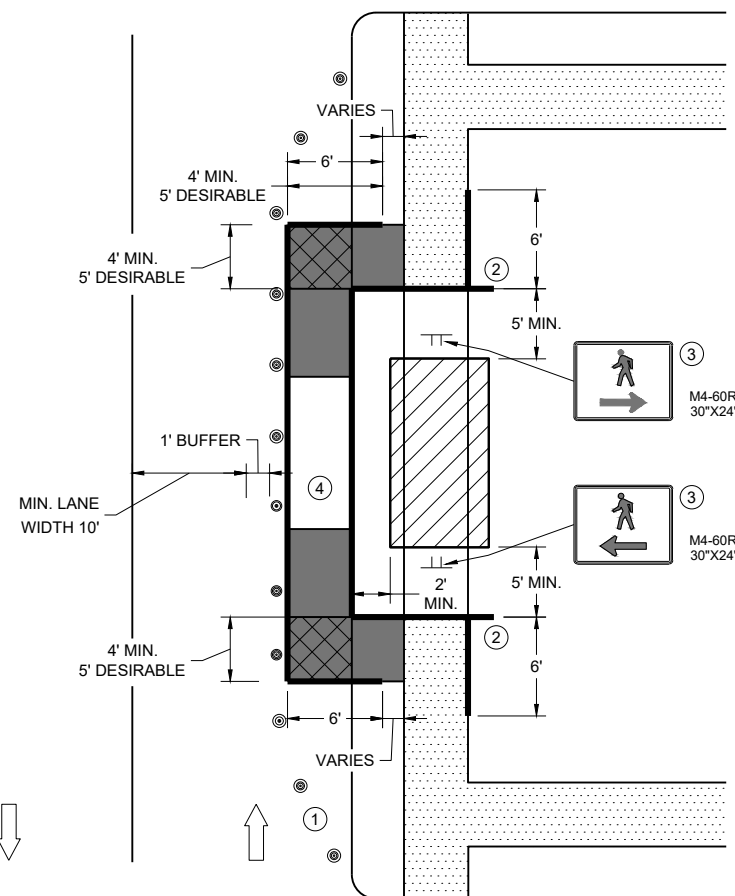 VARIES
6'
4' MIN.
5' DESIRABLE
4' MIN.
5' DESIRABLE
6'
2
5' MIN.
3
M4-60R
30"X24"
1' BUFFER
4
MIN. LANE
WIDTH 10'
3
M4-60R
30"X24"
5' MIN.
2'
MIN.
4' MIN.
5' DESIRABLE
2
6'
6'
VARIES
1